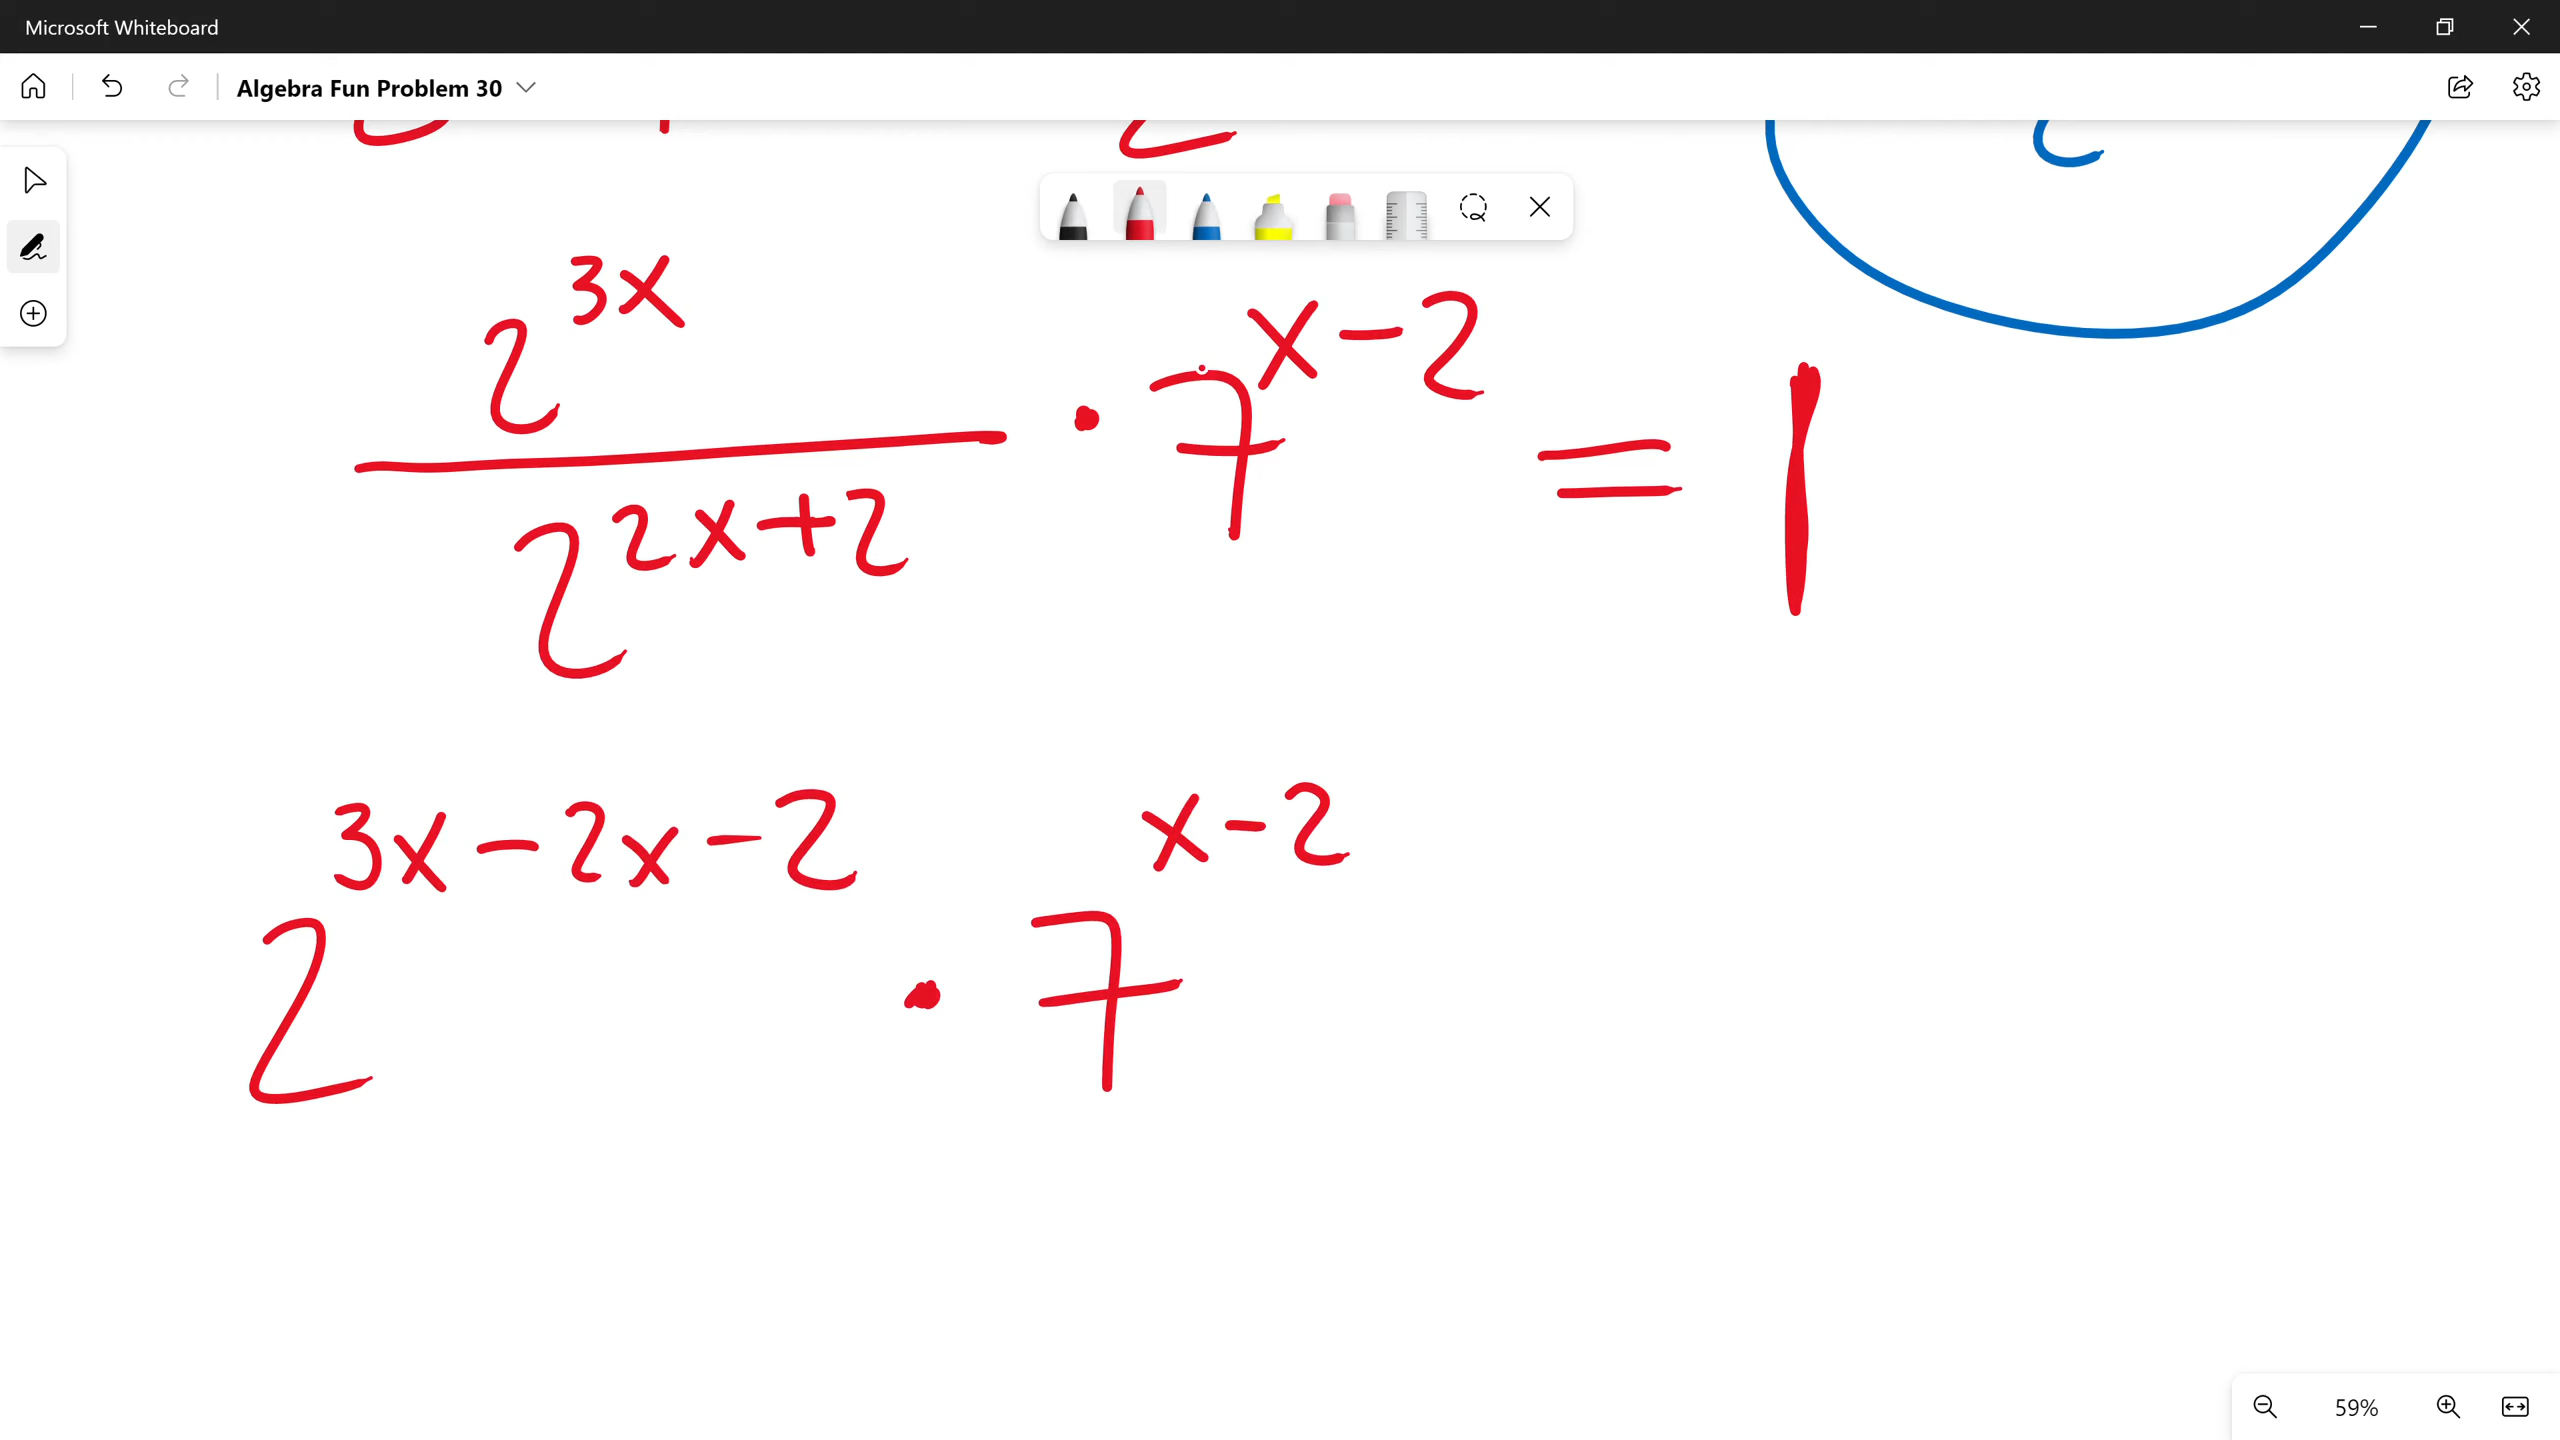 Microsoft Whiteboard
Algebra Fun Problem 30
2^{3x}
2^{2x+2}
· 7^{x-2} = 1
2^{3x-2x-2} · 7^{x-2}
59%